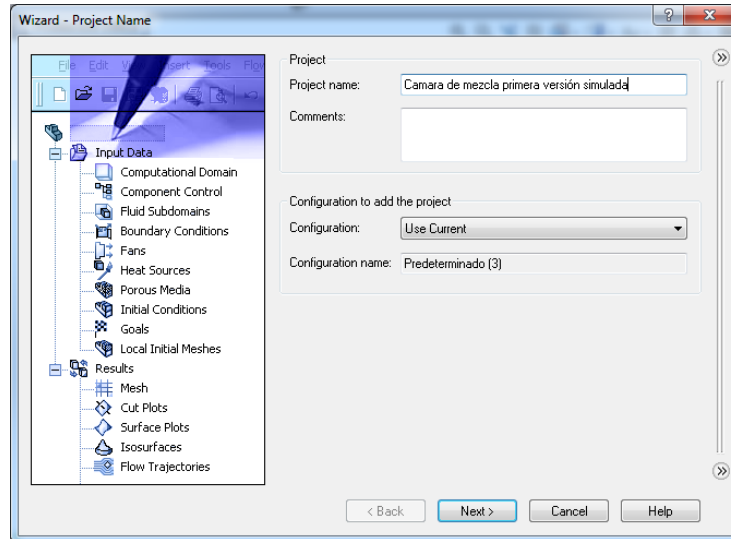 Wizard - Project Name
File Edit View Insert Tools Flow
Input Data
Computational Domain
Component Control
Fluid Subdomains
Boundary Conditions
Fans
Heat Sources
Porous Media
Initial Conditions
Goals
Local Initial Meshes
Results
Mesh
Cut Plots
Surface Plots
Isosurfaces
Flow Trajectories
Project
Project name: Camara de mezcla primera versión simulada
Comments:
Configuration to add the project
Configuration: Use Current
Configuration name: Predeterminado (3)
< Back Next > Cancel Help